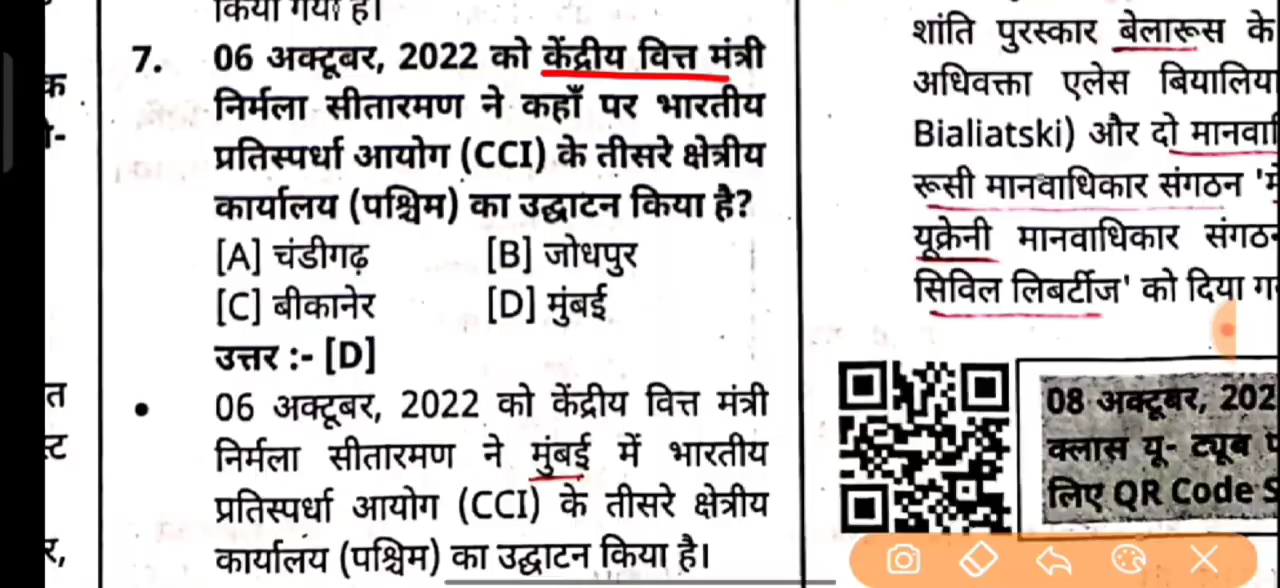 किया गया है।
7. 06 अक्टूबर, 2022 को केंद्रीय वित्त मंत्री
निर्मला सीतारमण ने कहाँ पर भारतीय
प्रतिस्पर्धा आयोग (CCI) के तीसरे क्षेत्रीय
कार्यालय (पश्चिम) का उद्घाटन किया है?
[A] चंडीगढ़ [B] जोधपुर
[C] बीकानेर [D] मुंबई
उत्तर :- [D]
• 06 अक्टूबर, 2022 को केंद्रीय वित्त मंत्री
निर्मला सीतारमण ने मुंबई में भारतीय
प्रतिस्पर्धा आयोग (CCI) के तीसरे क्षेत्रीय
कार्यालय (पश्चिम) का उद्घाटन किया है।
शांति पुरस्कार बेलारूस के
अधिवक्ता एलेस बियालिया
Bialiatski) और दो मानवा
रूसी मानवाधिकार संगठन
यूक्रेनी मानवाधिकार संगठ
सिविल लिबर्टीज' को दिया ग
08 अक्टूबर, 202
क्लास यू- ट्यूब
लिए QR Code S